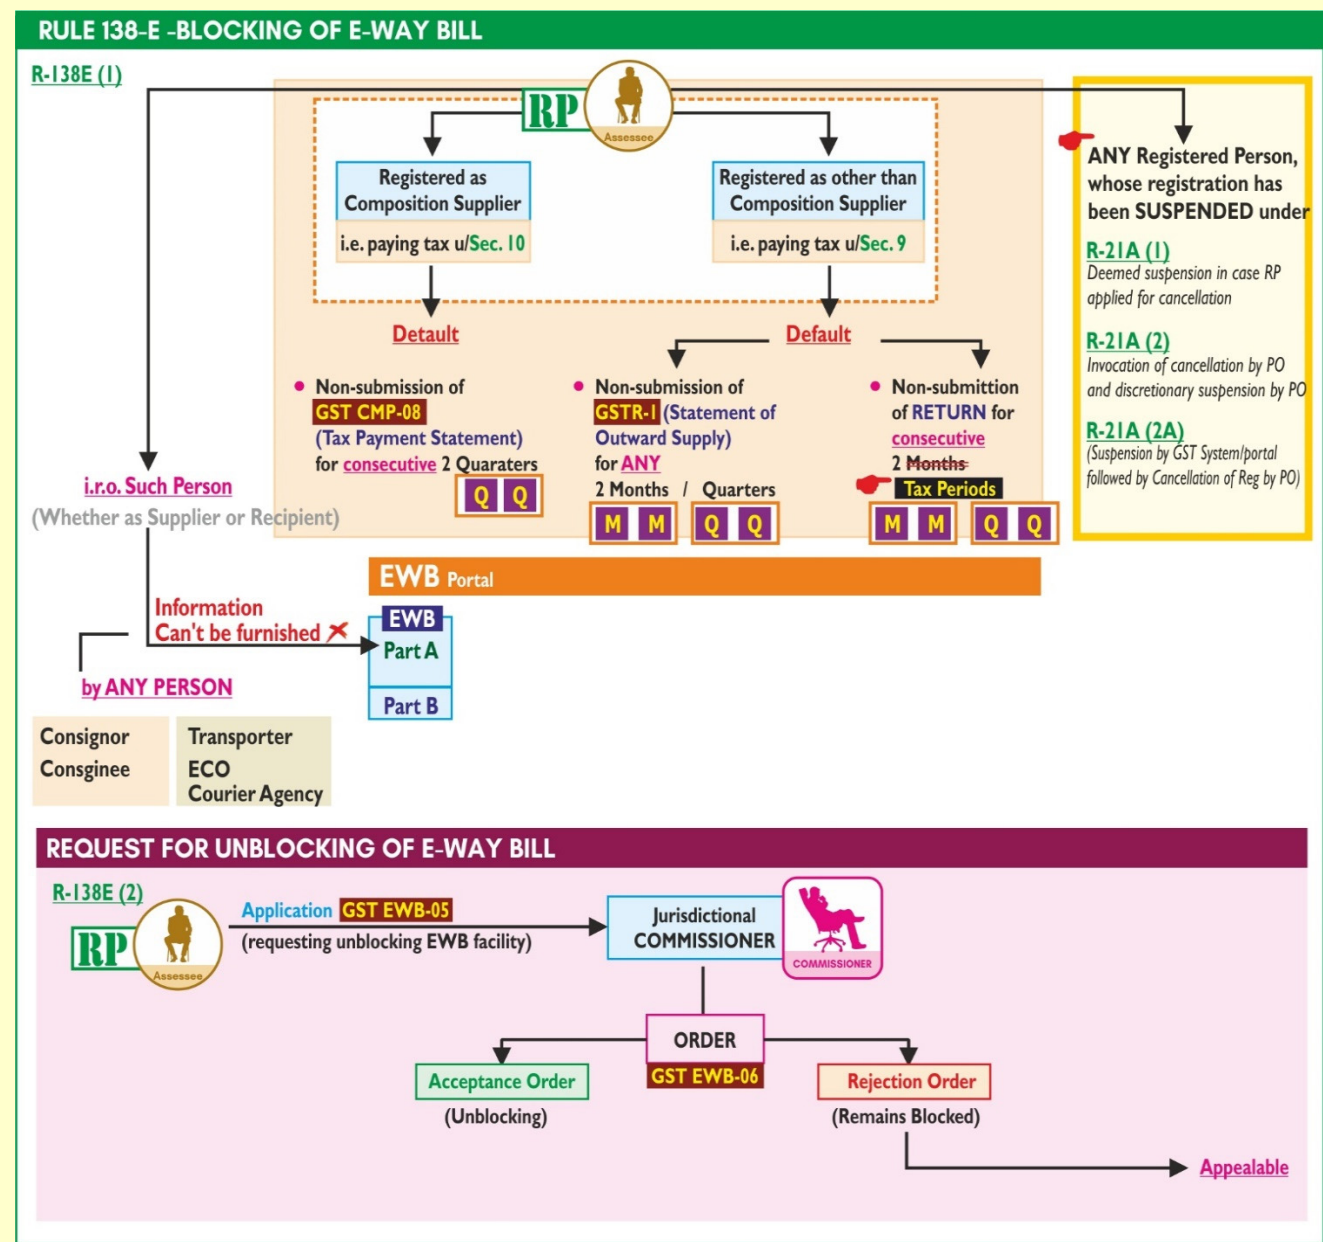 RULE 138-E -BLOCKING OF E-WAY BILL
R-138E (1)
RP
Assessee
Registered as
Composition Supplier
i.e. paying tax u/Sec. 10
Registered as other than
Composition Supplier
i.e. paying tax u/Sec. 9
Detault
Default
• Non-submission of
GST CMP-08
(Tax Payment Statement)
for consecutive 2 Quaraters
Q Q
• Non-submission of
GSTR-1 (Statement of
Outward Supply)
for ANY
2 Months / Quarters
M M Q Q
• Non-submittion
of RETURN for
consecutive
2 Months
Tax Periods
M M Q Q
ANY Registered Person,
whose registration has
been SUSPENDED under
R-21A (1)
Deemed suspension in case RP
applied for cancellation
R-21A (2)
Invocation of cancellation by PO
and discretionary suspension by PO
R-21A (2A)
(Suspension by GST System/portal
followed by Cancellation of Reg by PO)
i.r.o. Such Person
(Whether as Supplier or Recipient)
EWB Portal
Information
Can't be furnished ✗
EWB
Part A
Part B
by ANY PERSON
Consignor
Consginee
Transporter
ECO
Courier Agency
REQUEST FOR UNBLOCKING OF E-WAY BILL
R-138E (2)
RP
Assessee
Application GST EWB-05
(requesting unblocking EWB facility)
Jurisdictional
COMMISSIONER
COMMISSIONER
ORDER
GST EWB-06
Acceptance Order
(Unblocking)
Rejection Order
(Remains Blocked)
Appealable